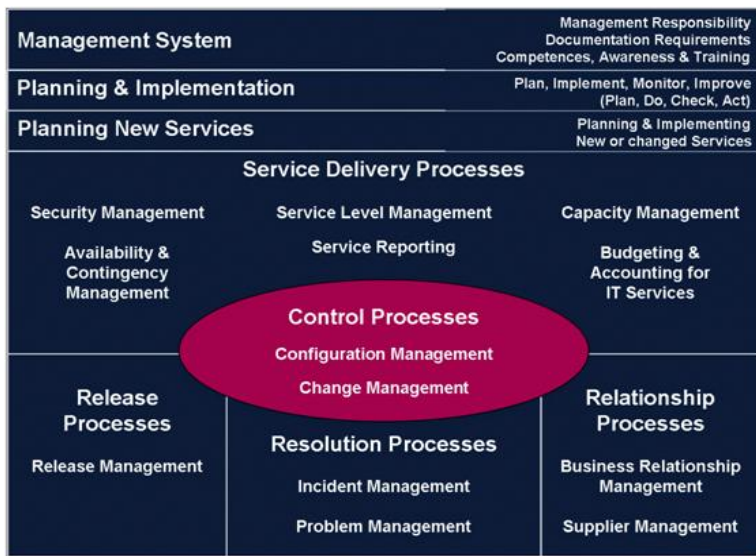 Management System
Management Responsibility
Documentation Requirements
Competences, Awareness & Training
Planning & Implementation
Plan, Implement, Monitor, Improve
(Plan, Do, Check, Act)
Planning New Services
Planning & Implementing
New or changed Services
Service Delivery Processes
Security Management
Availability &
Contingency
Management
Service Level Management
Service Reporting
Capacity Management
Budgeting &
Accounting for
IT Services
Control Processes
Configuration Management
Change Management
Release
Processes
Release Management
Resolution Processes
Incident Management
Problem Management
Relationship
Processes
Business Relationship
Management
Supplier Management